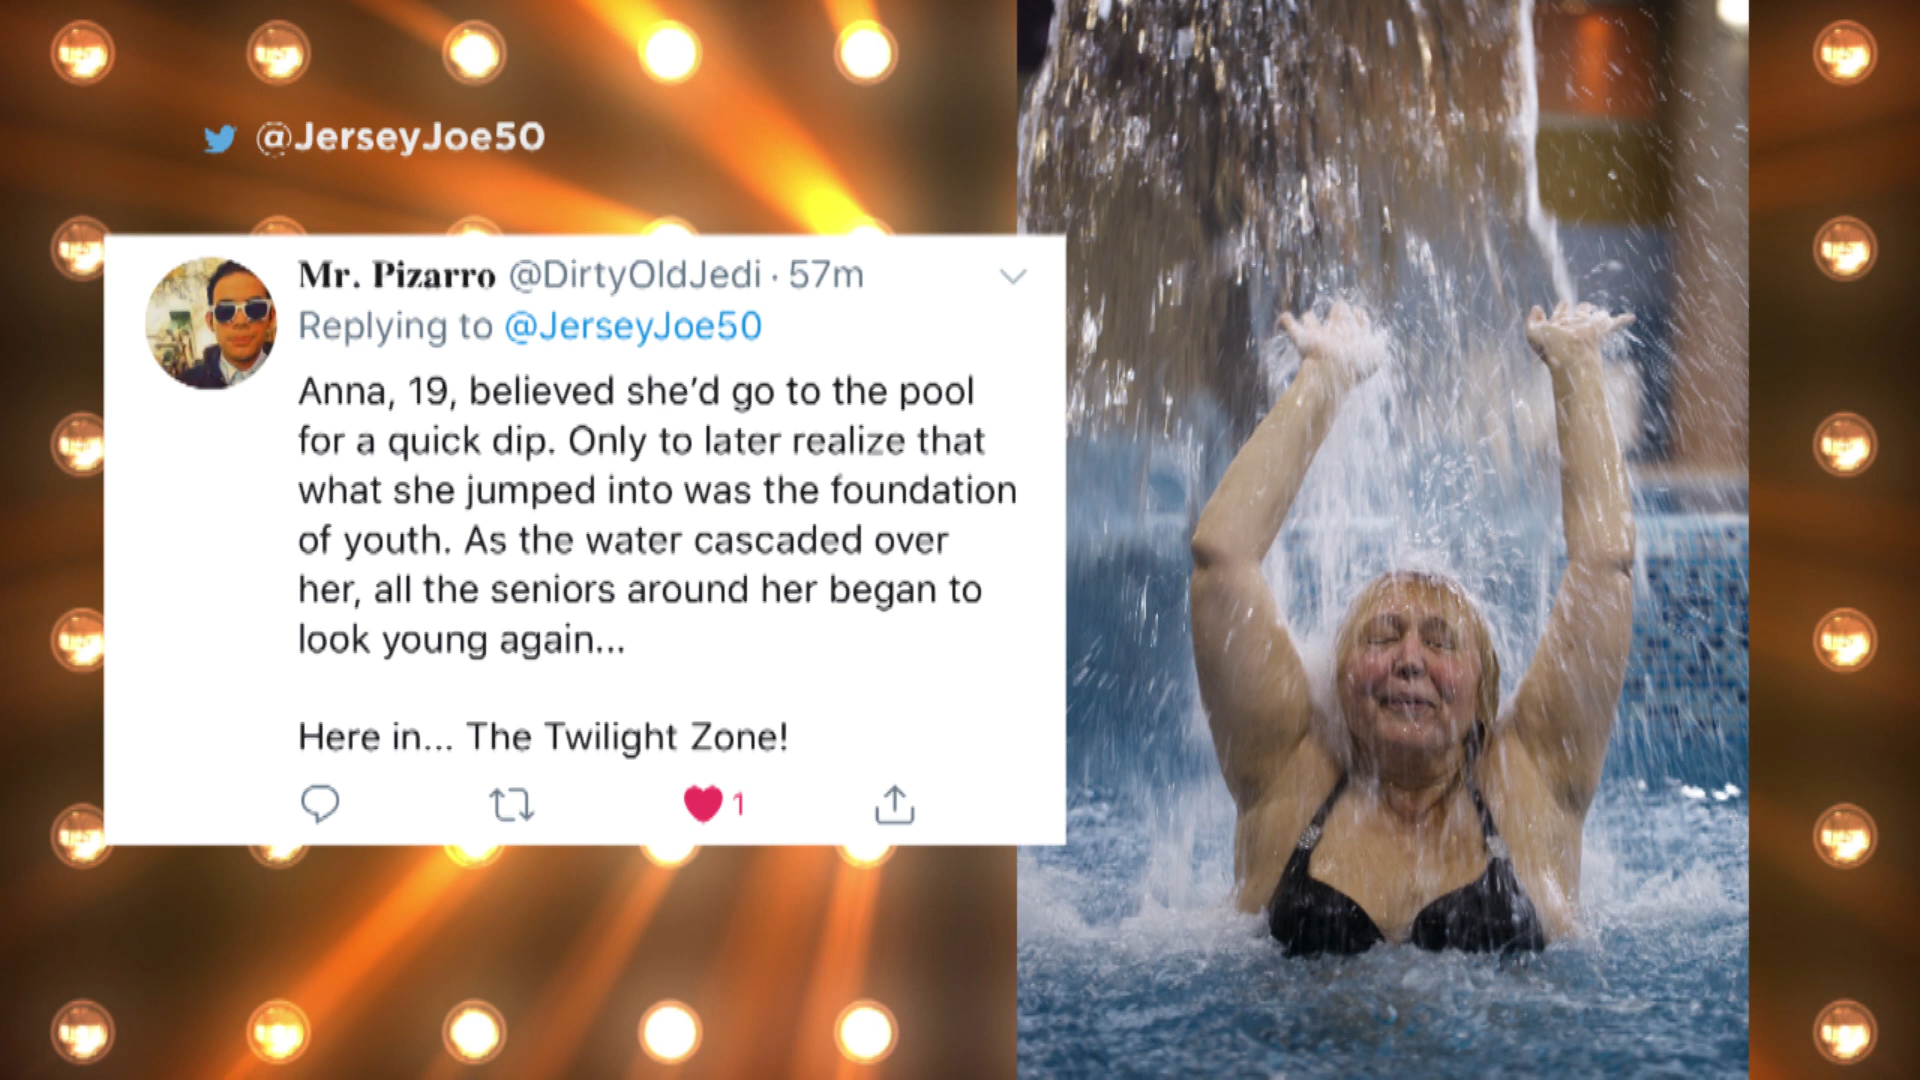 @JerseyJoe50
Mr. Pizarro @DirtyOldJedi · 57m
Replying to @JerseyJoe50
Anna, 19, believed she’d go to the pool
for a quick dip. Only to later realize that
what she jumped into was the foundation
of youth. As the water cascaded over
her, all the seniors around her began to
look young again...
Here in... The Twilight Zone!
1